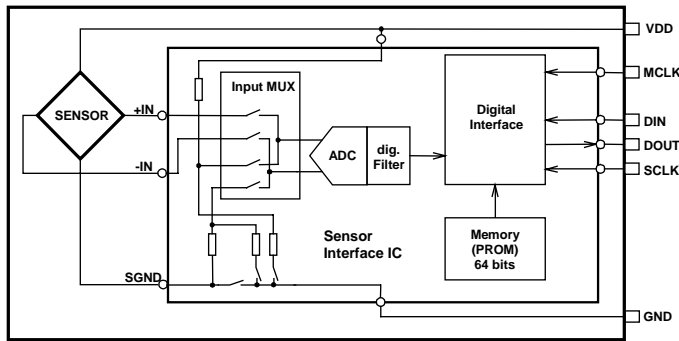 VDD
MCLK
Input MUX
SENSOR
+IN
Digital
Interface
DIN
DOUT
ADC
dig.
Filter
-IN
SCLK
Sensor
Interface IC
Memory
(PROM)
64 bits
SGND
GND